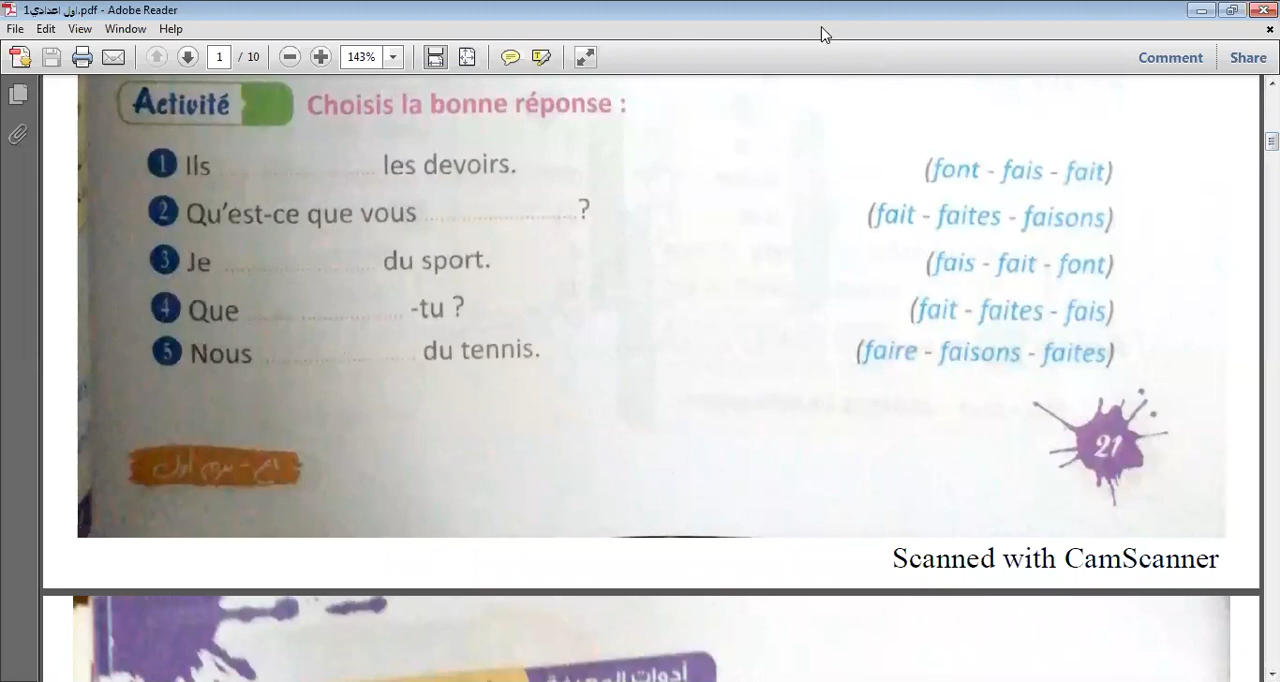 اول اعدادي1.pdf - Adobe Reader
File Edit View Window Help
1 / 10 143% Comment Share
Activité Choisis la bonne réponse :
1 Ils .................... les devoirs. (font - fais - fait)
2 Qu'est-ce que vous ....................? (fait - faites - faisons)
3 Je .................... du sport. (fais - fait - font)
4 Que .................... -tu ? (fait - faites - fais)
5 Nous .................... du tennis. (faire - faisons - faites)
21
Scanned with CamScanner